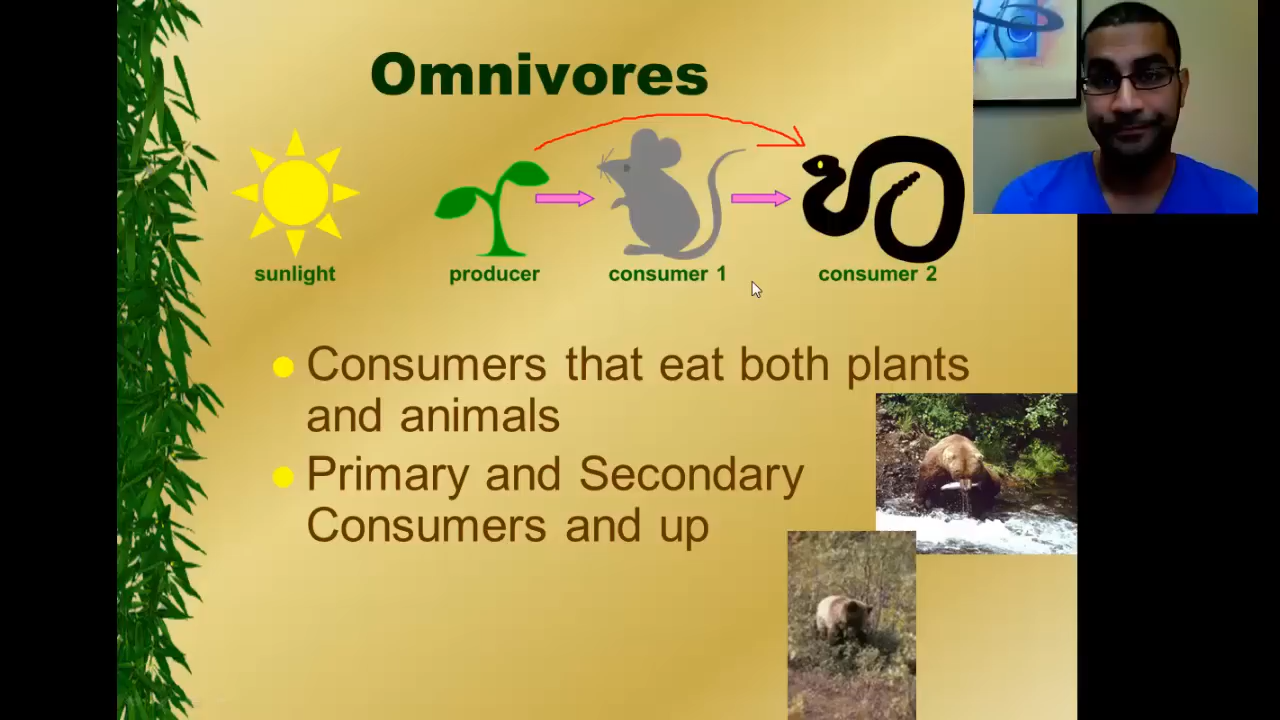 Omnivores
sunlight
producer
consumer 1
consumer 2
Consumers that eat both plants
and animals
Primary and Secondary
Consumers and up